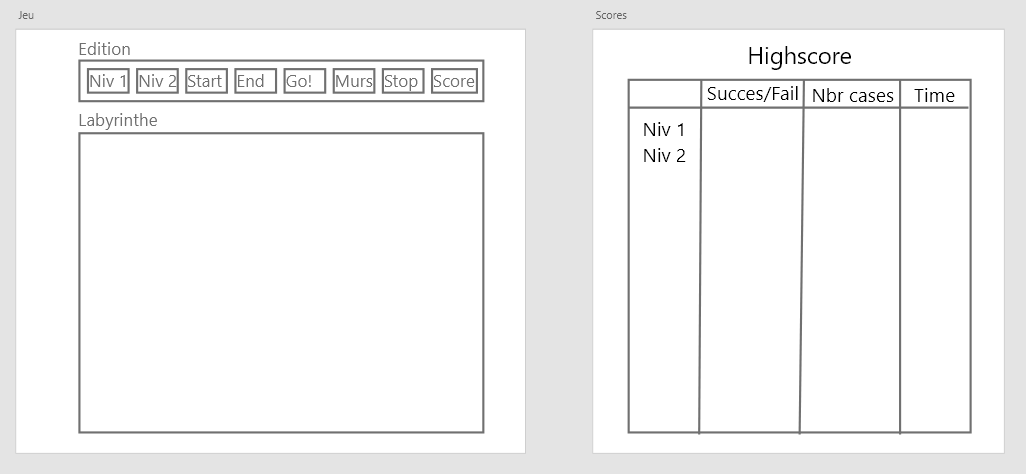 Jeu
Edition
Niv 1 Niv 2 Start End Go! Murs Stop Score
Labyrinthe
Scores
Highscore
Succes/Fail Nbr cases Time
Niv 1
Niv 2